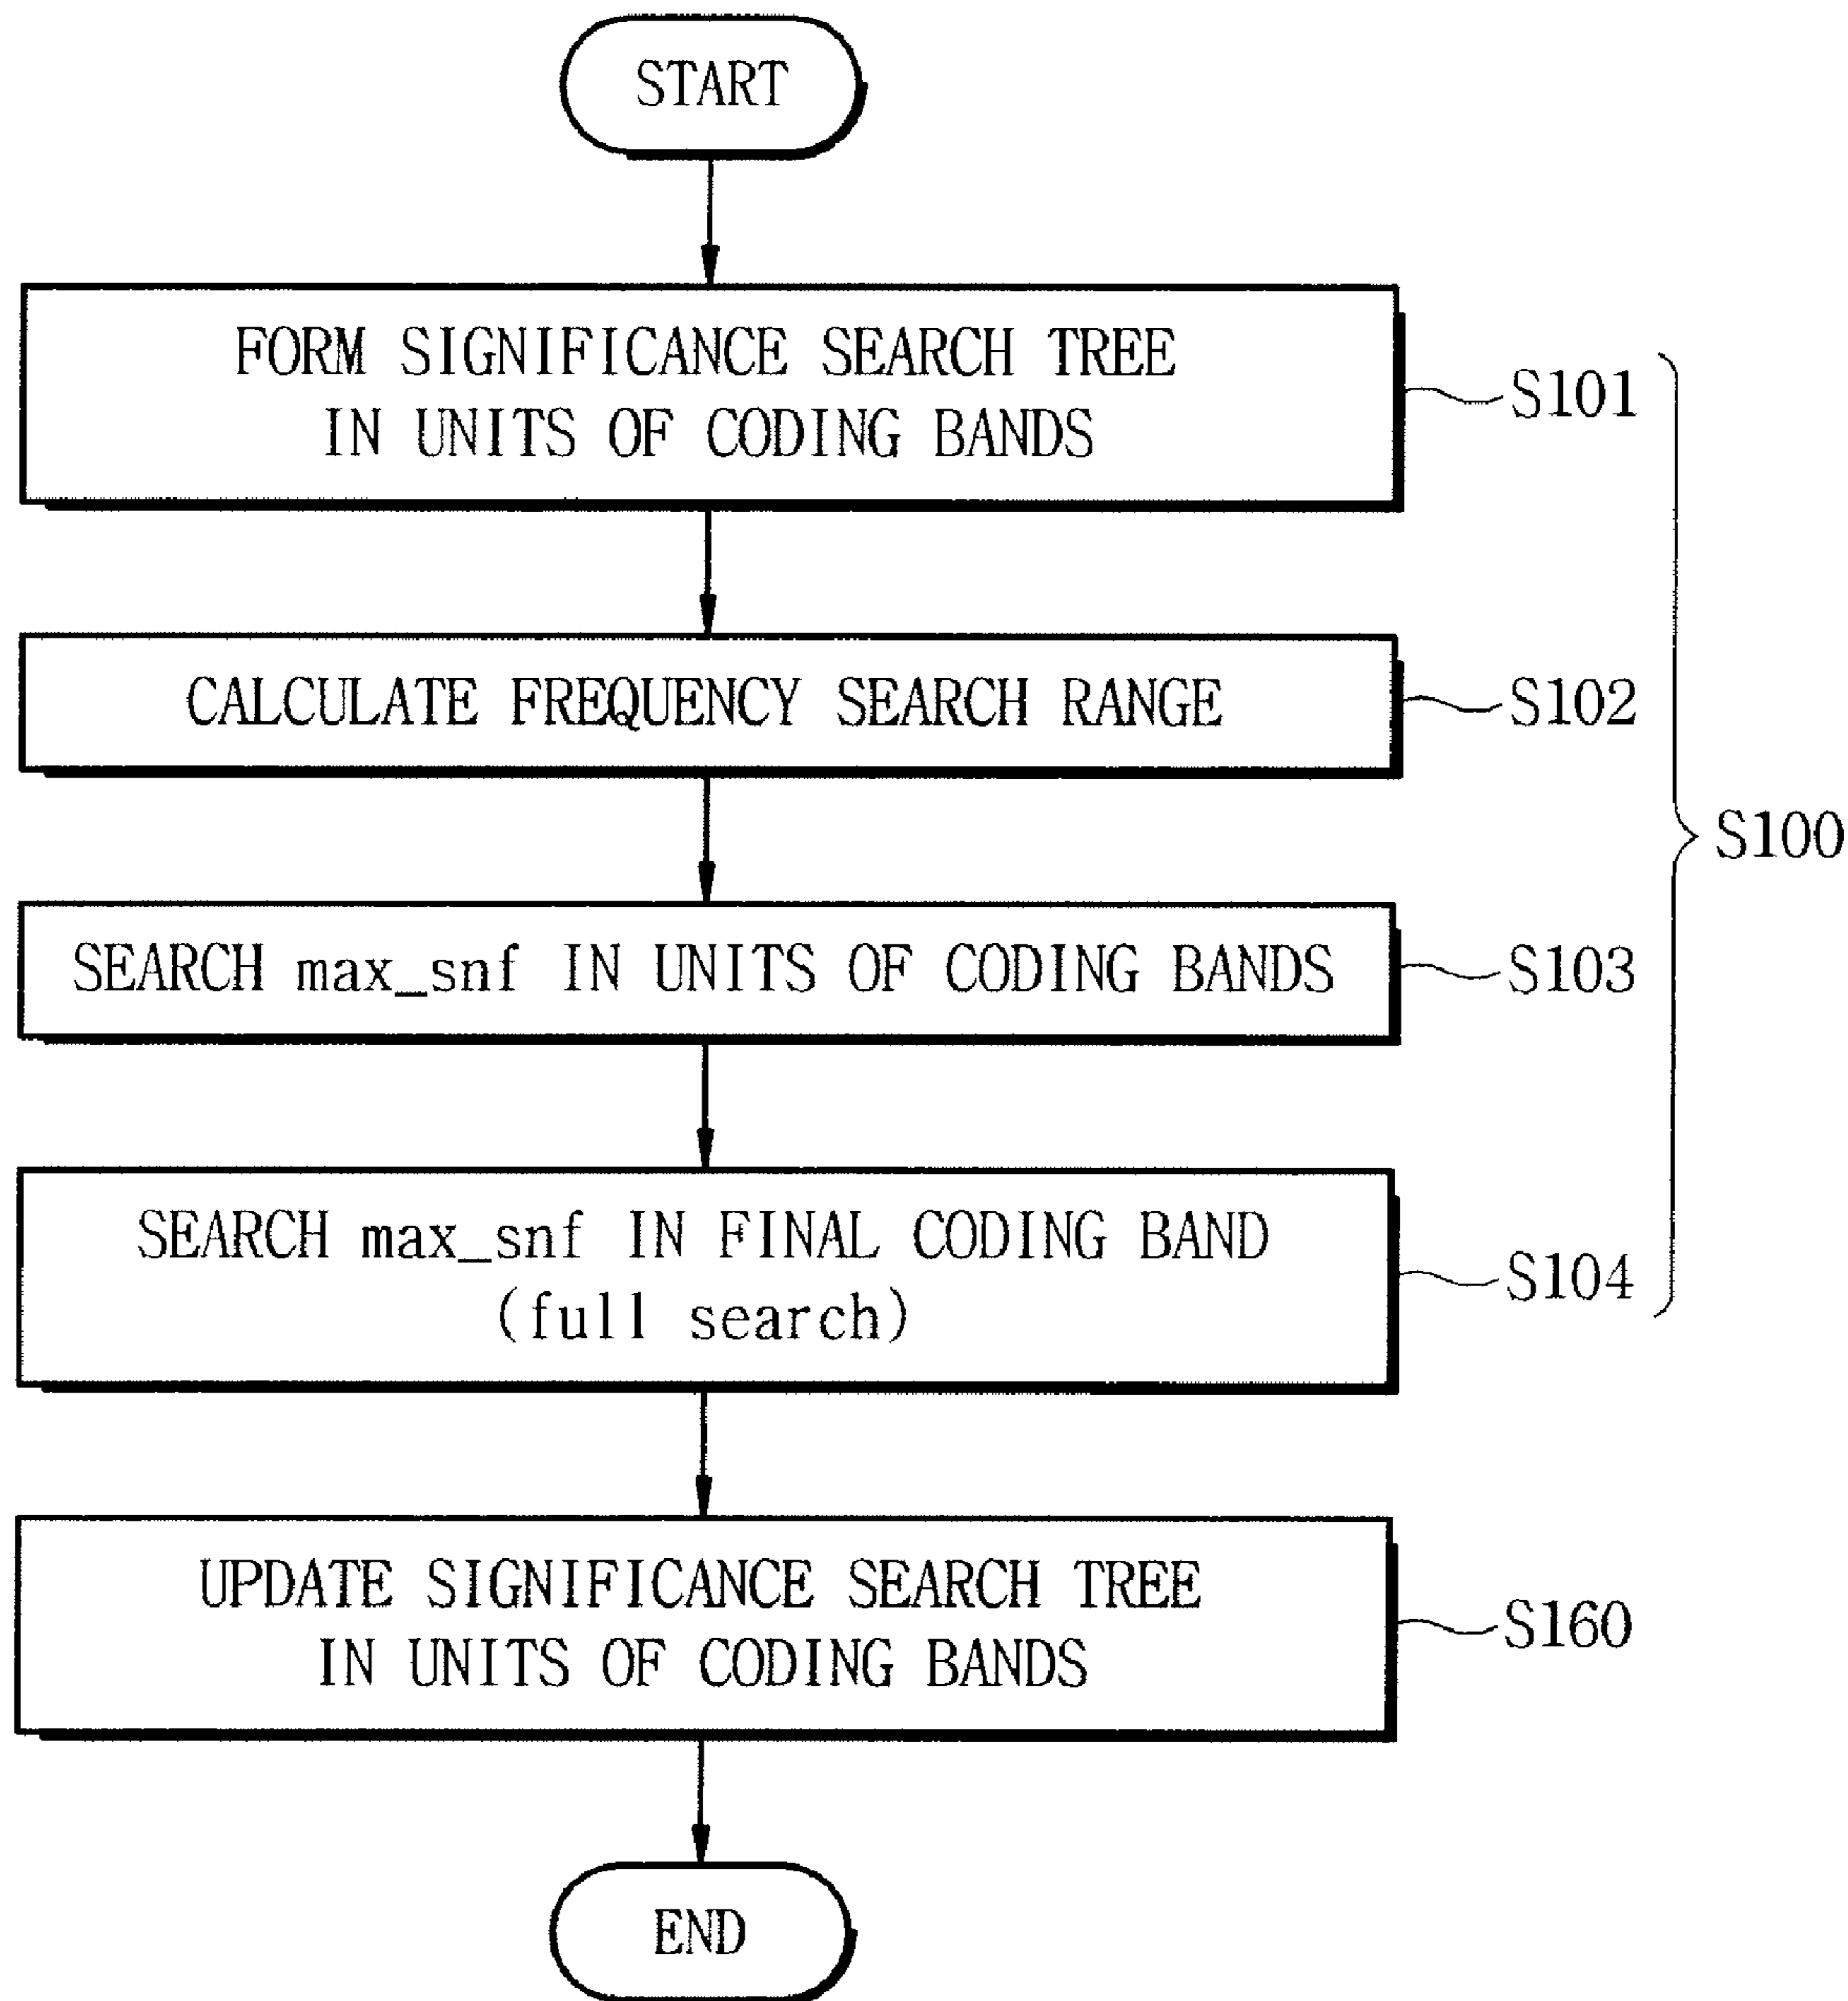 START
FORM SIGNIFICANCE SEARCH TREE
IN UNITS OF CODING BANDS
S101
CALCULATE FREQUENCY SEARCH RANGE
S102
S100
SEARCH max_snf IN UNITS OF CODING BANDS
S103
SEARCH max_snf IN FINAL CODING BAND
(full search)
S104
UPDATE SIGNIFICANCE SEARCH TREE
IN UNITS OF CODING BANDS
S160
END